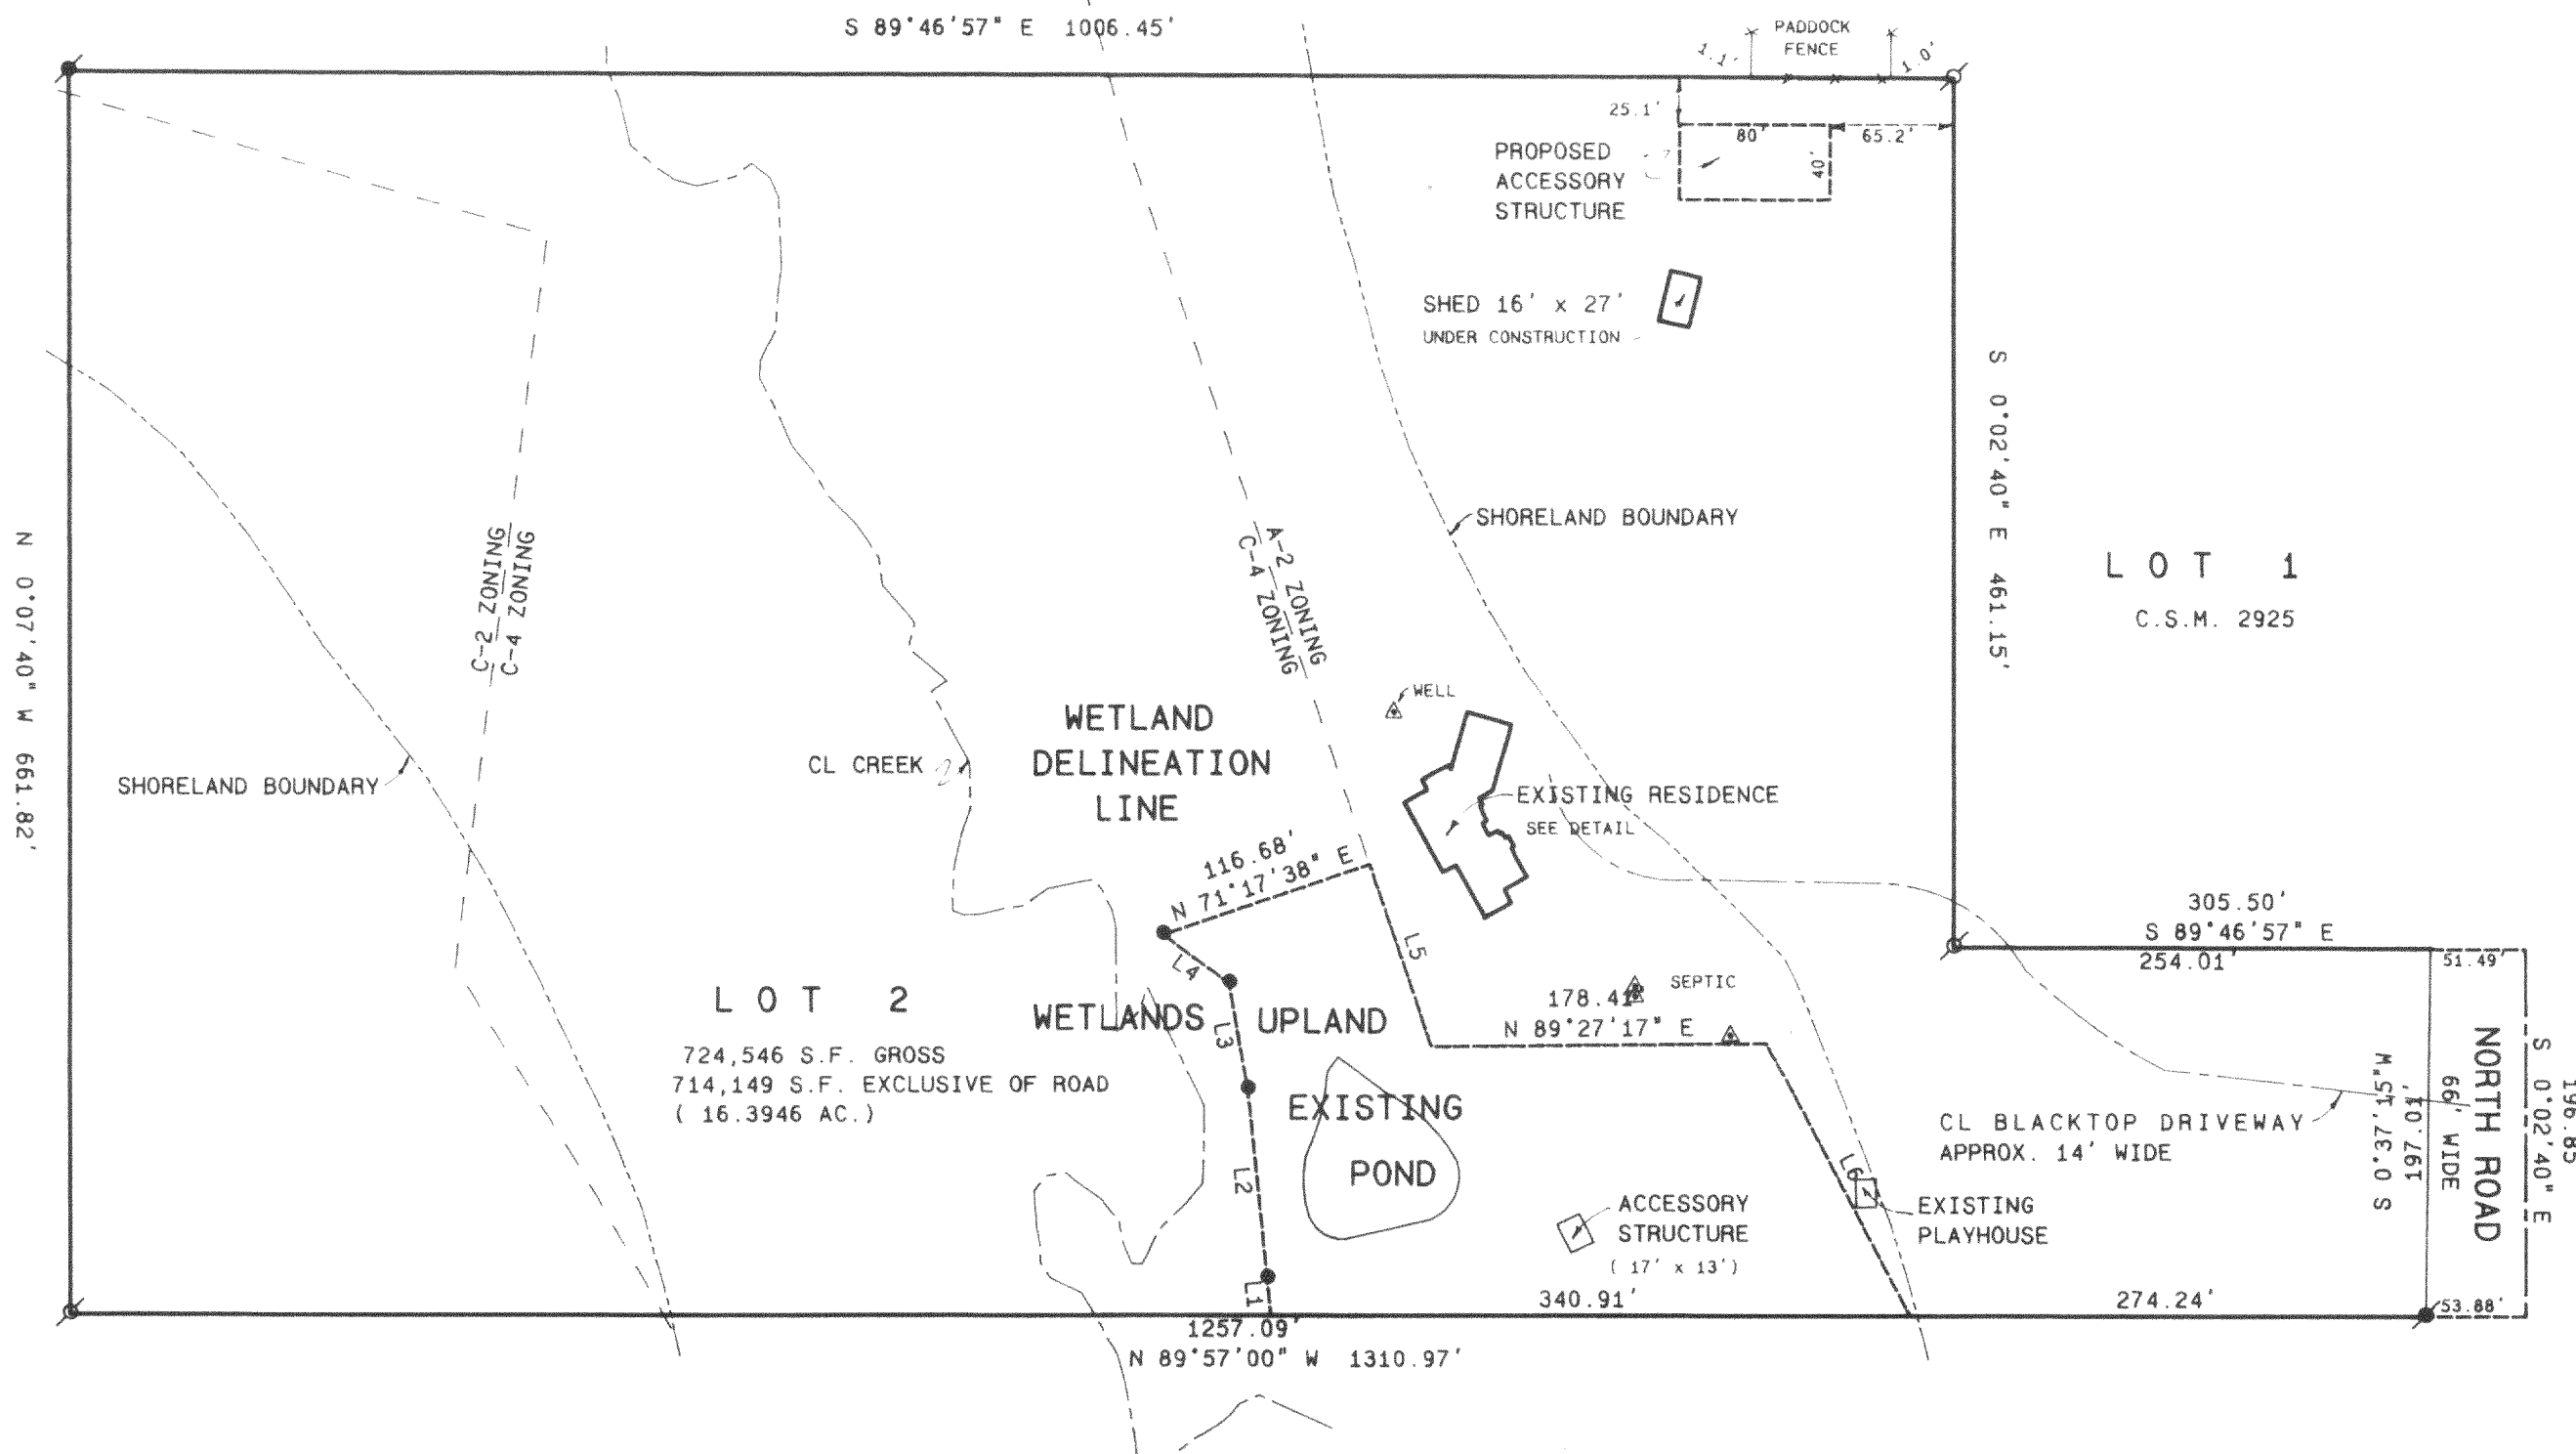 S 89°46'57" E 1006.45'
PADDOCK
FENCE
1.1'
1.0'
25.1'
80'
65.2'
40'
PROPOSED
ACCESSORY
STRUCTURE
SHED 16' x 27'
UNDER CONSTRUCTION
S 0°02'40" E 461.15'
SHORELAND BOUNDARY
A-2 ZONING
C-4 ZONING
C-2 ZONING
C-4 ZONING
N 0°07'40" W 661.82'
LOT 1
C.S.M. 2925
WELL
WETLAND
DELINEATION
LINE
CL CREEK
SHORELAND BOUNDARY
EXISTING RESIDENCE
SEE DETAIL
116.68'
N 71°17'38" E
305.50'
S 89°46'57" E
254.01'
51.49'
L5
L4
SEPTIC
178.41'
N 89°27'17" E
LOT 2
724,546 S.F. GROSS
714,149 S.F. EXCLUSIVE OF ROAD
( 16.3946 AC.)
WETLANDS
UPLAND
L3
EXISTING
POND
L2
L6
CL BLACKTOP DRIVEWAY
APPROX. 14' WIDE
S 0°37'15" W
197.01'
66' WIDE
NORTH ROAD
S 0°02'40" E
196.85
ACCESSORY
STRUCTURE
( 17' x 13')
EXISTING
PLAYHOUSE
L1
340.91'
274.24'
53.88'
1257.09'
N 89°57'00" W 1310.97'